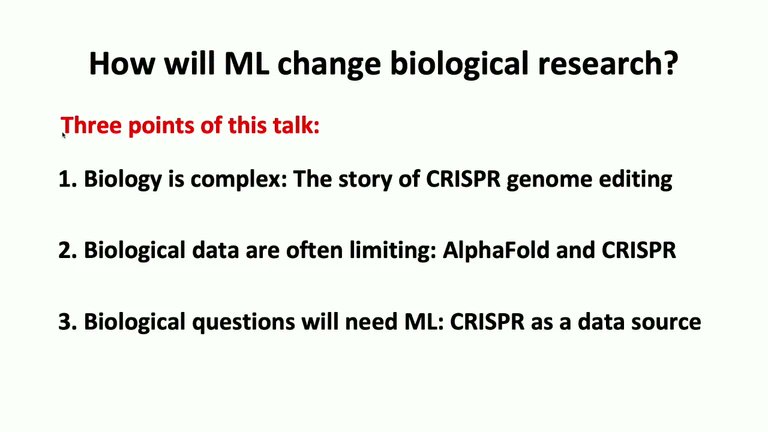 How will ML change biological research?
Three points of this talk:
1. Biology is complex: The story of CRISPR genome editing
2. Biological data are often limiting: AlphaFold and CRISPR
3. Biological questions will need ML: CRISPR as a data source